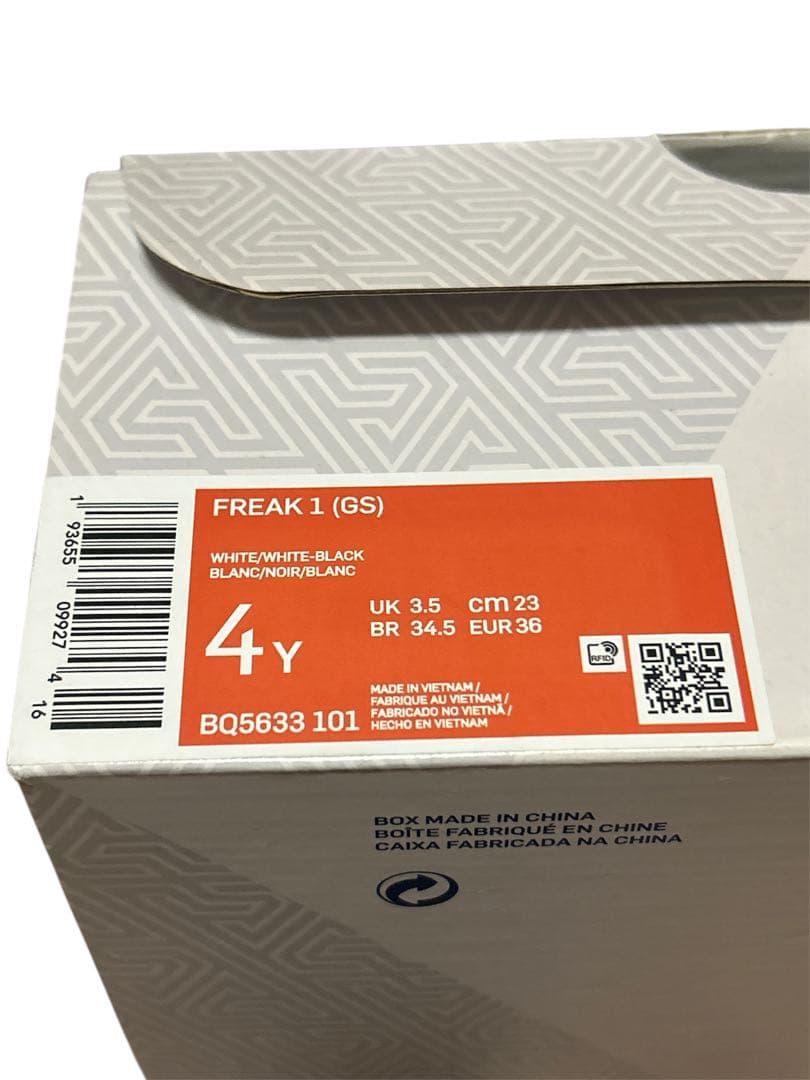 FREAK 1 (GS)
WHITE/WHITE-BLACK
BLANC/NOIR/BLANC
4 Y
UK 3.5 cm 23
BR 34.5 EUR 36
BQ5633 101
MADE IN VIETNAM /
FABRIQUE AU VIETNAM /
FABRICADO NO VIETNÃ /
HECHO EN VIETNAM
RFID
1 93655 09927 4 16
BOX MADE IN CHINA
BOÎTE FABRIQUÉ EN CHINE
CAIXA FABRICADA NA CHINA